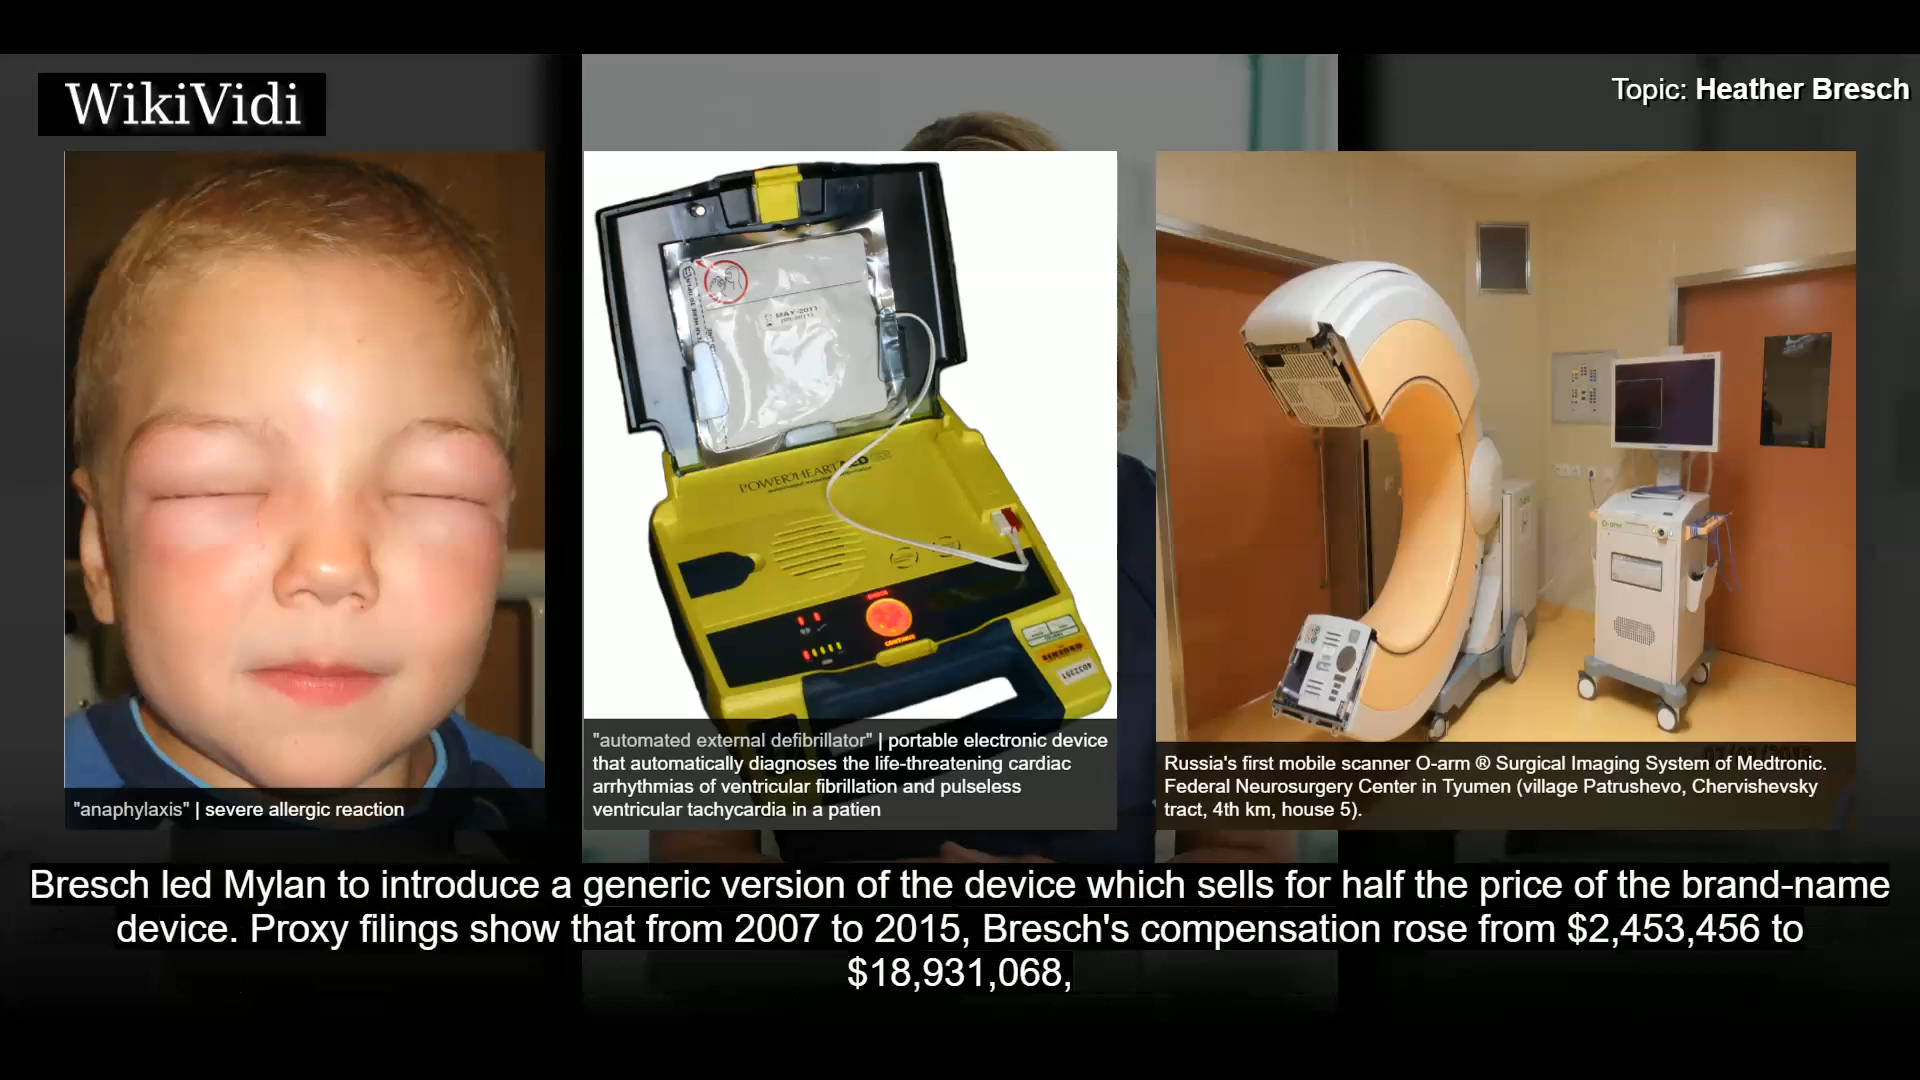 WikiVidi
Topic: Heather Bresch
MAY-2011
POWERHEART AED
CONTINUE
4032351
"anaphylaxis" | severe allergic reaction
"automated external defibrillator" | portable electronic device
that automatically diagnoses the life-threatening cardiac
arrhythmias of ventricular fibrillation and pulseless
ventricular tachycardia in a patien
Russia's first mobile scanner O-arm ® Surgical Imaging System of Medtronic.
Federal Neurosurgery Center in Tyumen (village Patrushevo, Chervishevsky
tract, 4th km, house 5).
Bresch led Mylan to introduce a generic version of the device which sells for half the price of the brand-name
device. Proxy filings show that from 2007 to 2015, Bresch's compensation rose from $2,453,456 to
$18,931,068,